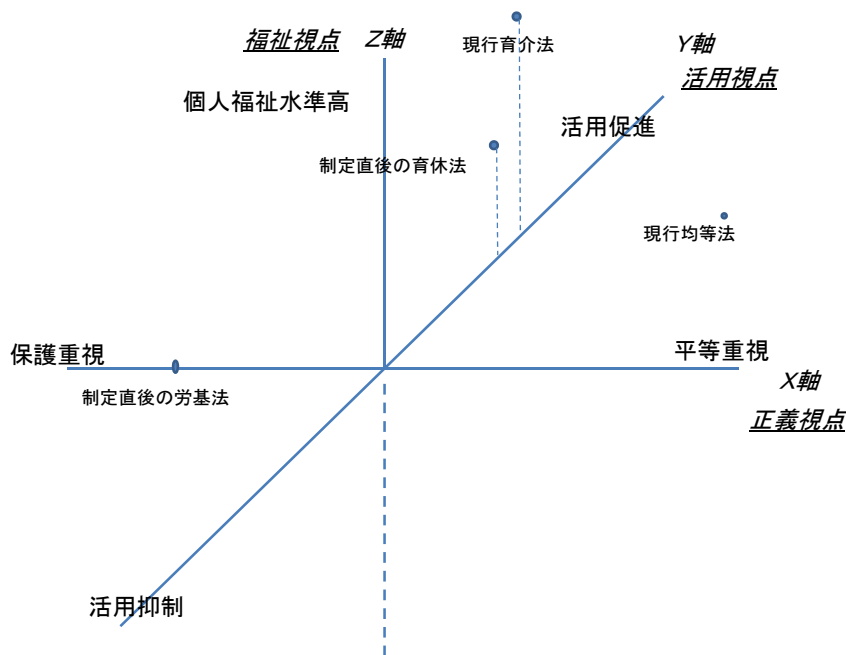 福祉視点 Z軸
現行育介法
Y軸
活用視点
個人福祉水準高
活用促進
制定直後の育休法
現行均等法
保護重視
平等重視
X軸
制定直後の労基法
正義視点
活用抑制